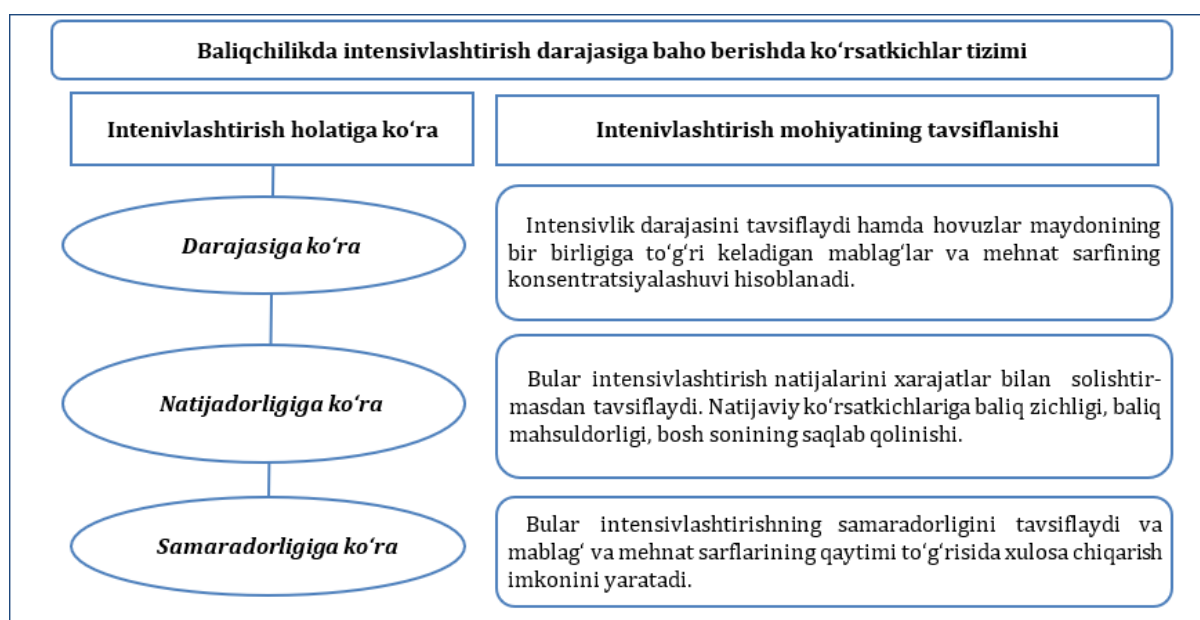 Baliqchilikda intensivlashtirish darajasiga baho berishda ko‘rsatkichlar tizimi
Intenivlashtirish holatiga ko‘ra
Intenivlashtirish mohiyatining tavsiflanishi
Darajasiga ko‘ra
Intensivlik darajasini tavsiflaydi hamda hovuzlar maydonining
bir birligiga to‘g‘ri keladigan mablag‘lar va mehnat sarfining
konsentratsiyalashuvi hisoblanadi.
Natijadorligiga ko‘ra
Bular intensivlashtirish natijalarini xarajatlar bilan solishtir-
masdan tavsiflaydi. Natijaviy ko‘rsatkichlariga baliq zichligi, baliq
mahsuldorligi, bosh sonining saqlab qolinishi.
Samaradorligiga ko‘ra
Bular intensivlashtirishning samaradorligini tavsiflaydi va
mablag‘ va mehnat sarflarining qaytimi to‘g‘risida xulosa chiqarish
imkonini yaratadi.